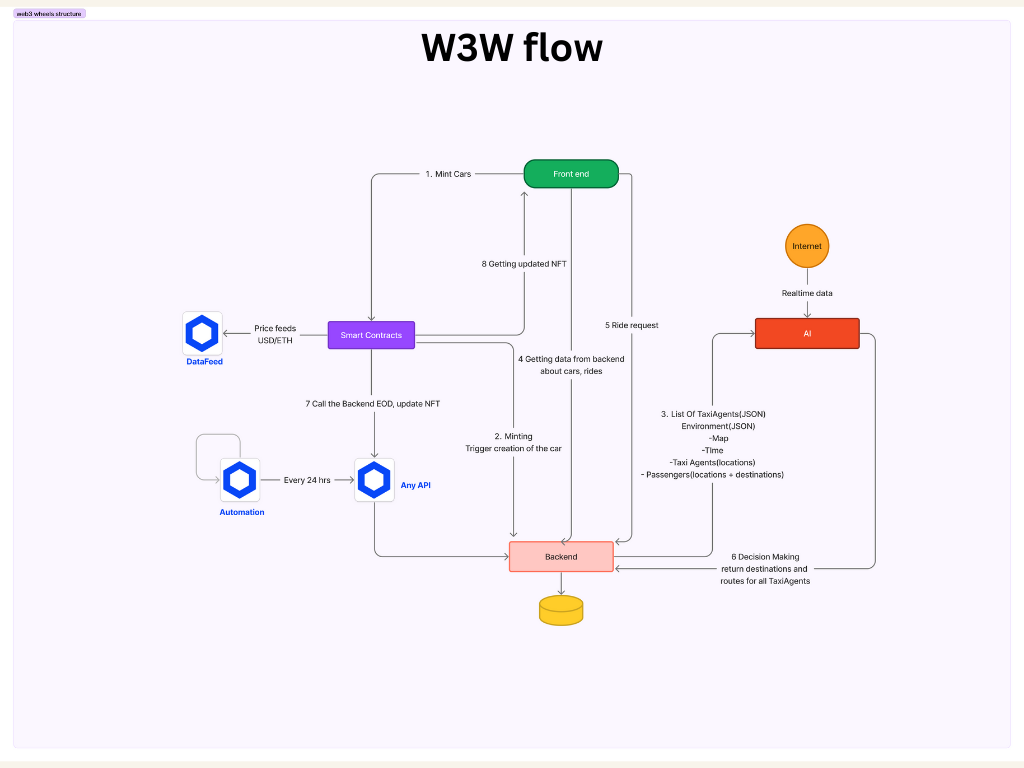 web3 wheels structure
W3W flow
1. Mint Cars
Front end
Internet
8 Getting updated NFT
Realtime data
5 Ride request
Price feeds
USD/ETH
Smart Contracts
AI
DataFeed
4 Getting data from backend
about cars, rides
7 Call the Backend EOD, update NFT
3. List Of TaxiAgents(JSON)
Environment(JSON)
-Map
-TIme
-Taxi Agents(locations)
- Passengers(locations + destinations)
2. Minting
Trigger creation of the car
Every 24 hrs
Any API
Automation
Backend
6 Decision Making
return destinations and
routes for all TaxiAgents